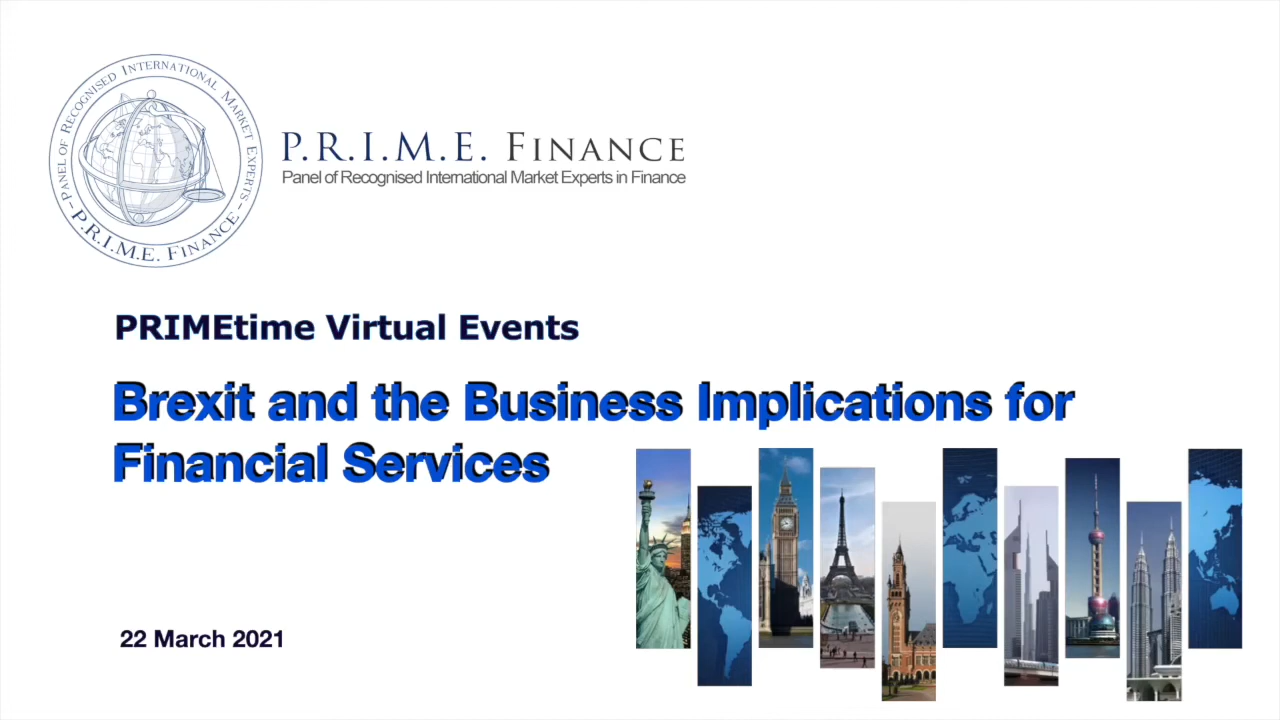 PANEL OF RECOGNISED INTERNATIONAL MARKET EXPERTS
P.R.I.M.E. FINANCE
P.R.I.M.E. FINANCE
Panel of Recognised International Market Experts in Finance
PRIMEtime Virtual Events
Brexit and the Business Implications for
Financial Services
22 March 2021